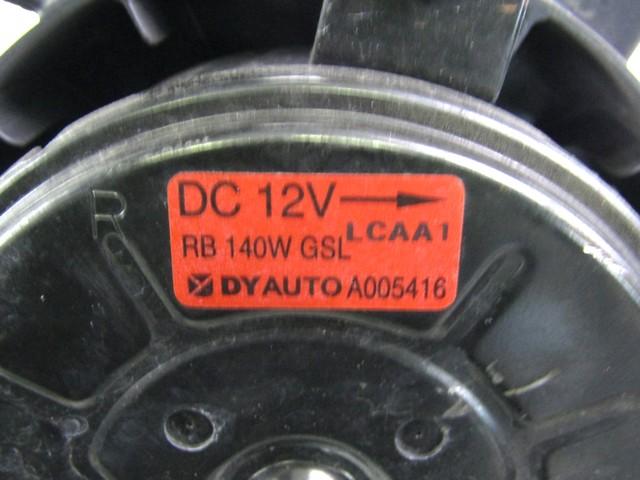 R
DC 12V
LCAA1
RB 140W GSL
DYAUTO A005416